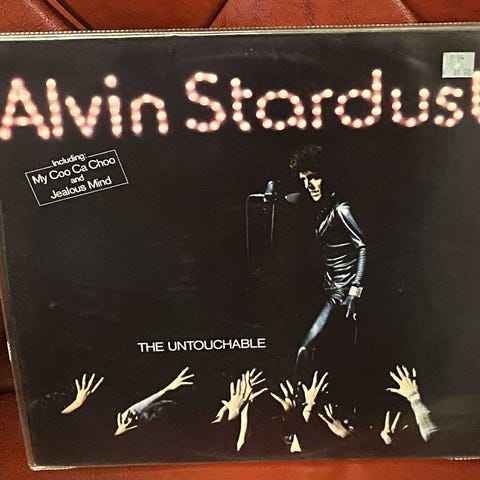 Alvin Stardust
Including:
My Coo Ca Choo
and
Jealous Mind
THE UNTOUCHABLE